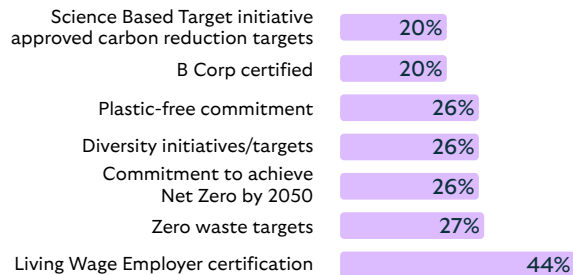 Science Based Target initiative
approved carbon reduction targets
20%
B Corp certified
20%
Plastic-free commitment
26%
Diversity initiatives/targets
26%
Commitment to achieve
Net Zero by 2050
26%
Zero waste targets
27%
Living Wage Employer certification
44%